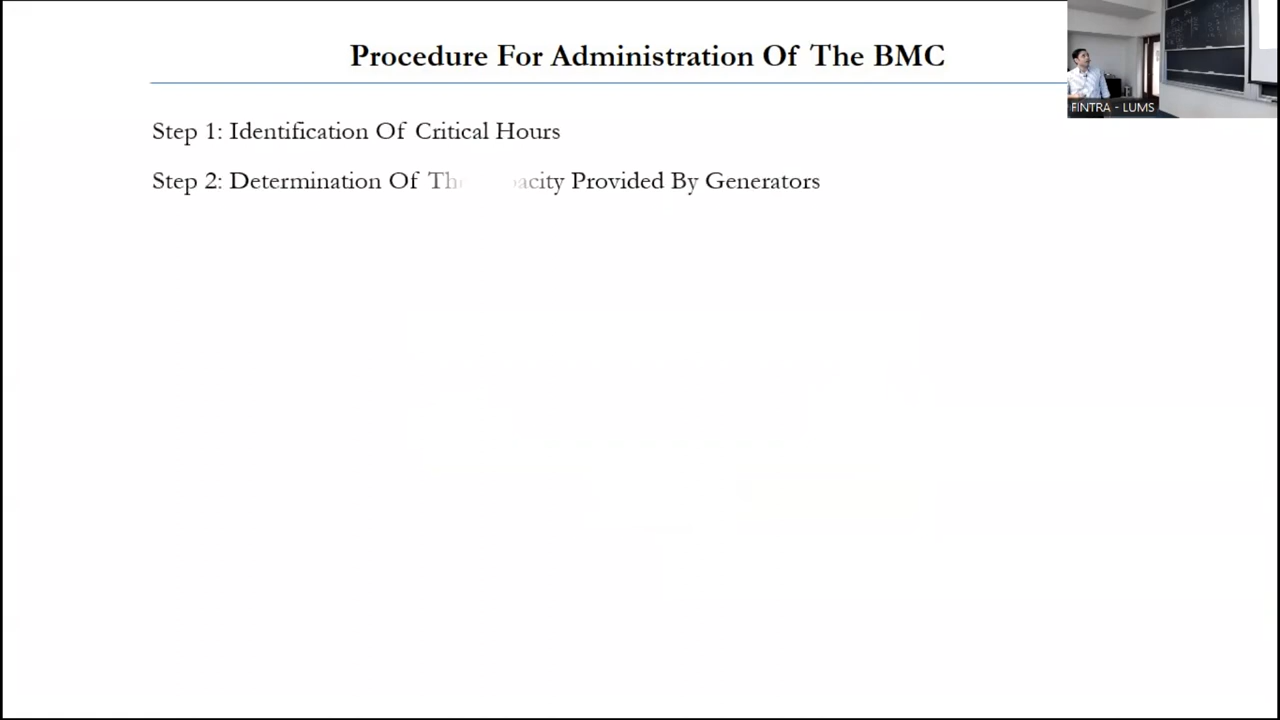 Procedure For Administration Of The BMC
FINTRA - LUMS
Step 1: Identification Of Critical Hours
Step 2: Determination Of The Provided By Generators